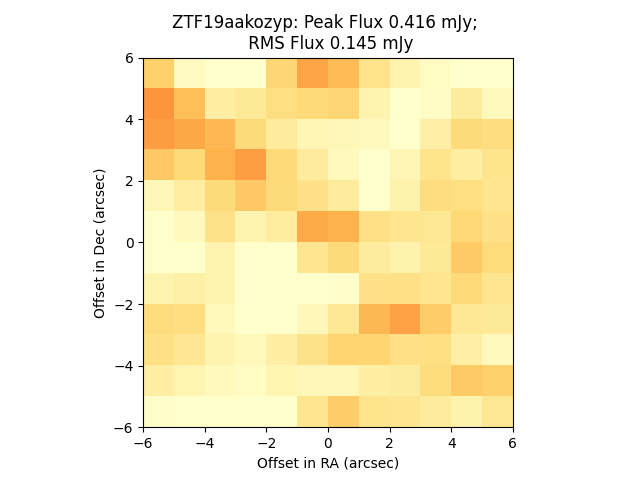 ZTF19aakozyp: Peak Flux 0.416 mJy;
RMS Flux 0.145 mJy
6
4
2
0
−2
−4
−6
Offset in Dec (arcsec)
−6 −4 −2 0 2 4 6
Offset in RA (arcsec)